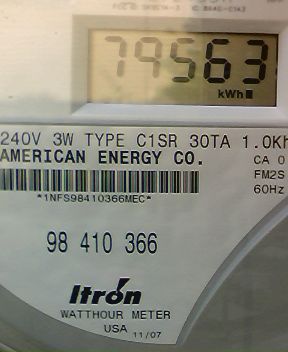 79563
kWh
240V 3W TYPE C1SR 30TA 1.0Kh
AMERICAN ENERGY CO.
CA 0
FM2S
60Hz
*1NFS98410366MEC*
98 410 366
Itron
WATTHOUR METER
USA 11/07